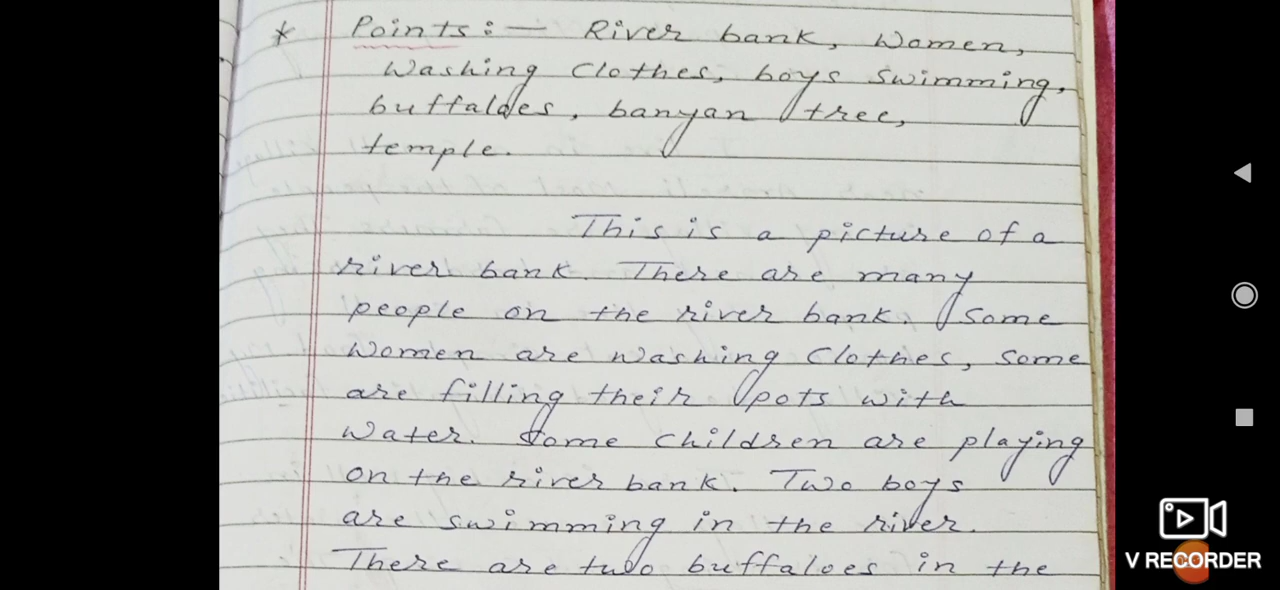 * Points :— River bank, Women,
Washing Clothes, boys swimming,
buffaloes, banyan tree,
temple.
This is a picture of a
river bank. There are many
people on the river bank. Some
Women are washing Clothes, some
are filling their pots with
Water. Some children are playing
on the river bank. Two boys
are swimming in the river.
There are two buffaloes in the
V RECORDER